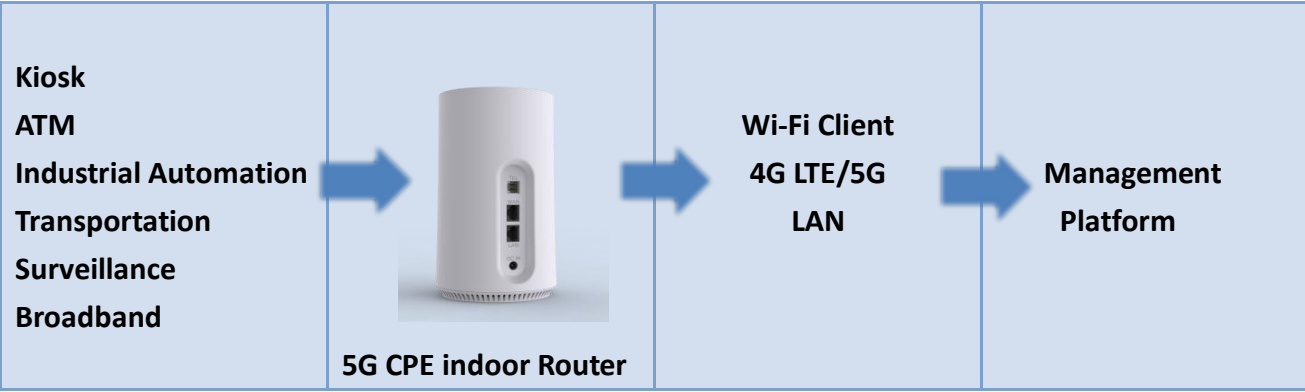 Kiosk
ATM
Industrial Automation
Transportation
Surveillance
Broadband
5G CPE indoor Router
Wi-Fi Client
4G LTE/5G
LAN
Management
Platform